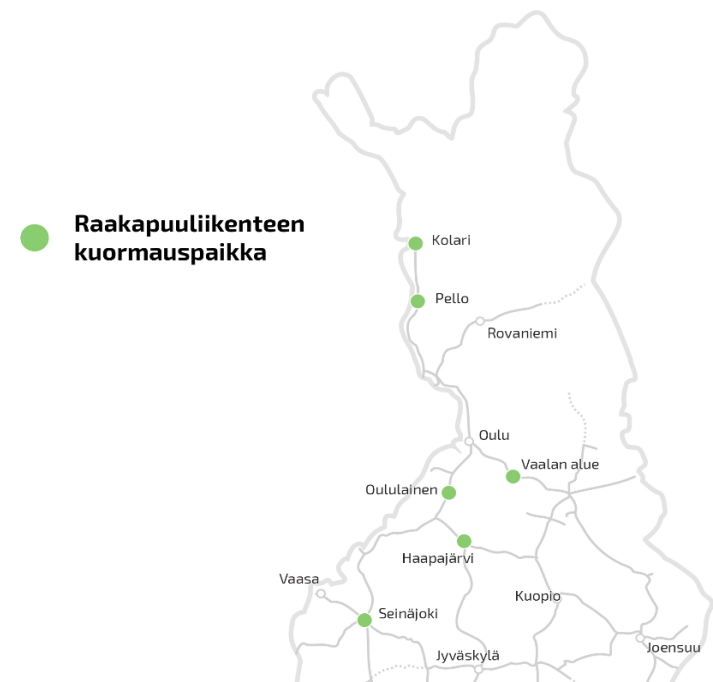 Raakapuuliikenteen
kuormauspaikka
Kolari
Pello
Rovaniemi
Oulu
Vaalan alue
Oululainen
Haapajärvi
Vaasa
Kuopio
Seinäjoki
Jyväskylä
Joensuu